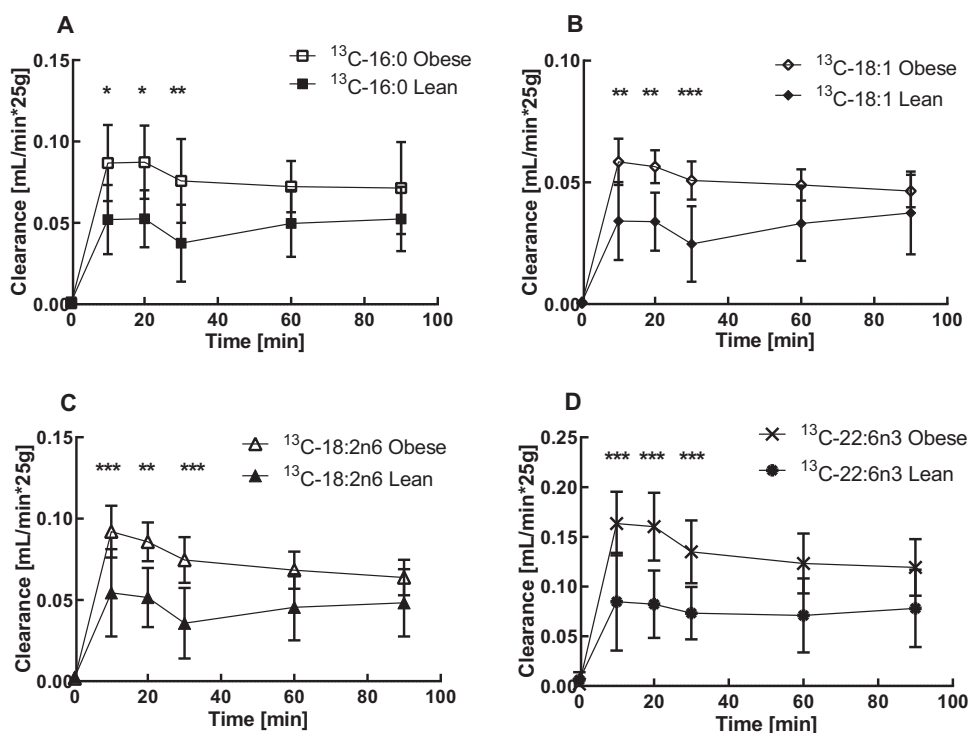 A
¹³C-16:0 Obese
¹³C-16:0 Lean
* * **
Clearance [mL/min*25g]
0.15
0.10
0.05
0.00
0 20 40 60 80 100
Time [min]
B
¹³C-18:1 Obese
¹³C-18:1 Lean
** ** ***
Clearance [mL/min*25g]
0.10
0.05
0.00
0 20 40 60 80 100
Time [min]
C
¹³C-18:2n6 Obese
¹³C-18:2n6 Lean
*** ** ***
Clearance [mL/min*25g]
0.15
0.10
0.05
0.00
0 20 40 60 80 100
Time [min]
D
¹³C-22:6n3 Obese
¹³C-22:6n3 Lean
*** *** ***
Clearance [mL/min*25g]
0.25
0.20
0.15
0.10
0.05
0.00
0 20 40 60 80 100
Time [min]